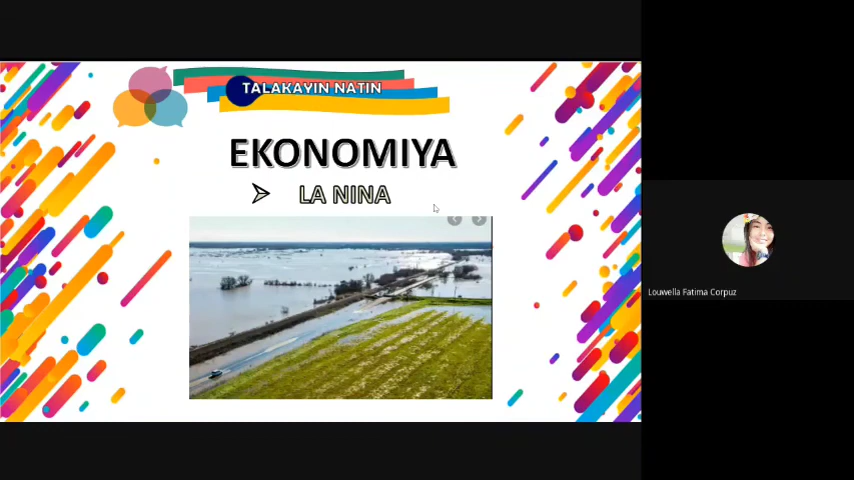 TALAKAYIN NATIN
EKONOMIYA
LA NINA
Louwella Fatima Corpuz